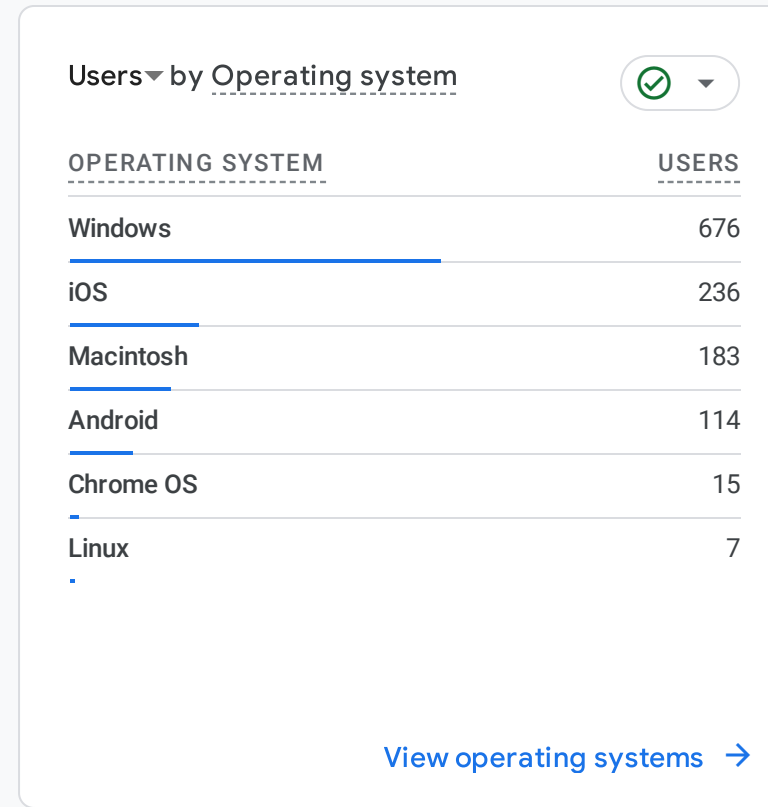 Users by Operating system
OPERATING SYSTEM USERS
Windows 676
iOS 236
Macintosh 183
Android 114
Chrome OS 15
Linux 7
View operating systems